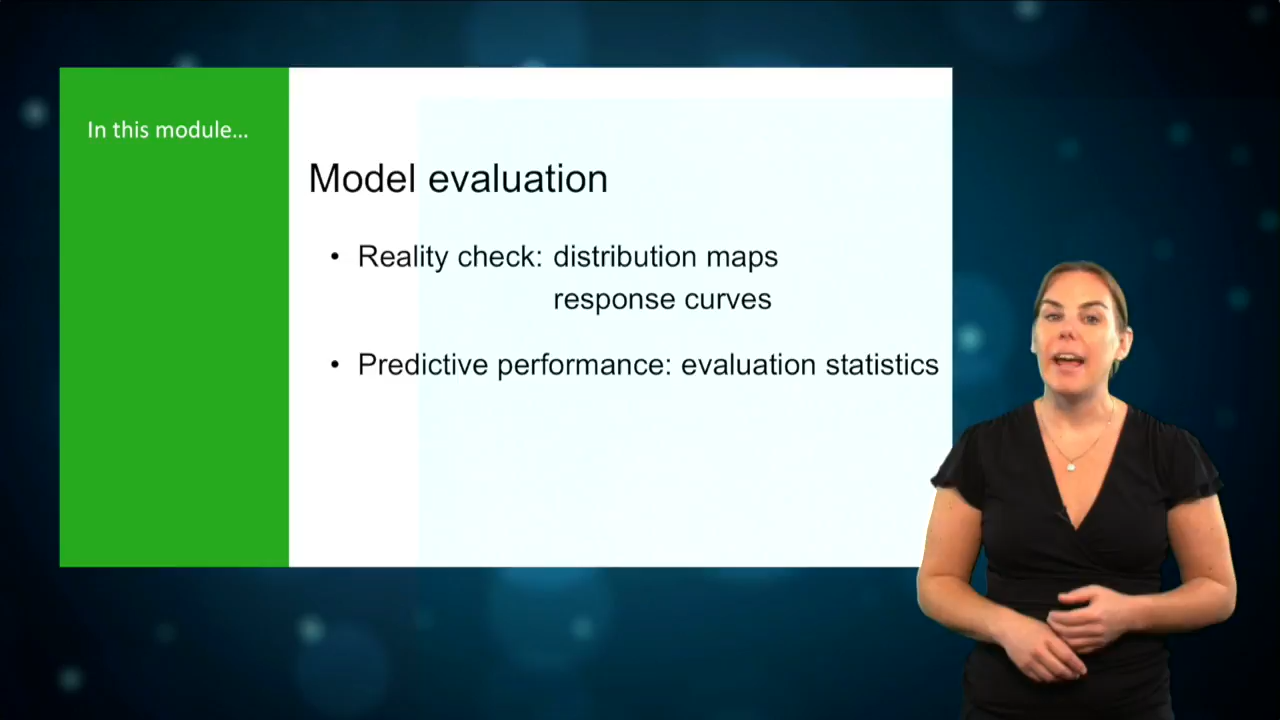 In this module...
Model evaluation
• Reality check: distribution maps
response curves
• Predictive performance: evaluation statistics